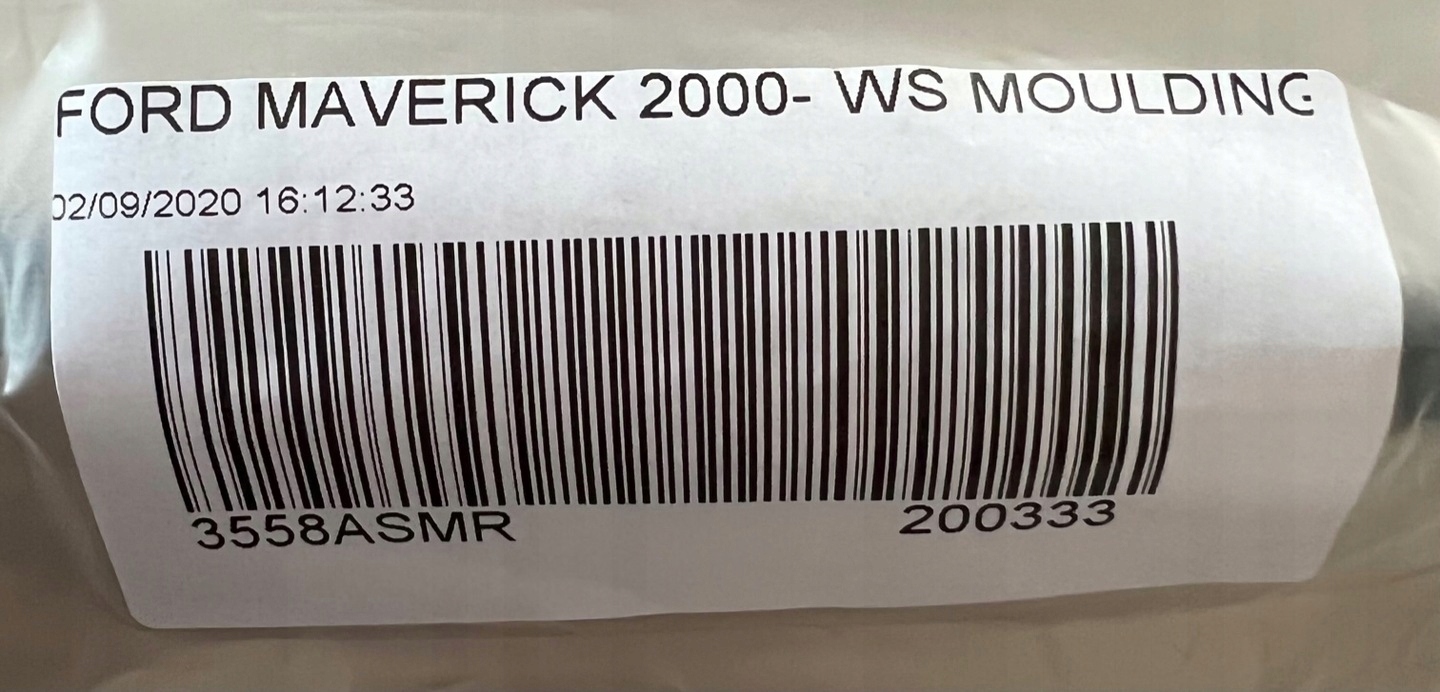 FORD MAVERICK 2000- WS MOULDING
02/09/2020 16:12:33
3558ASMR 200333